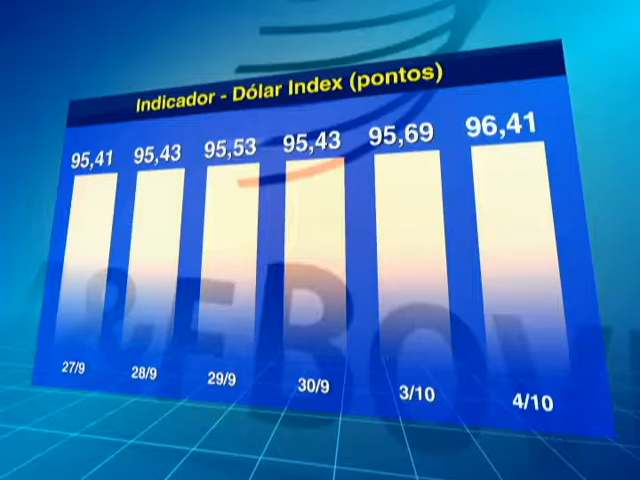 Indicador - Dólar Index (pontos)
95,41 95,43 95,53 95,43 95,69 96,41
27/9 28/9 29/9 30/9 3/10 4/10